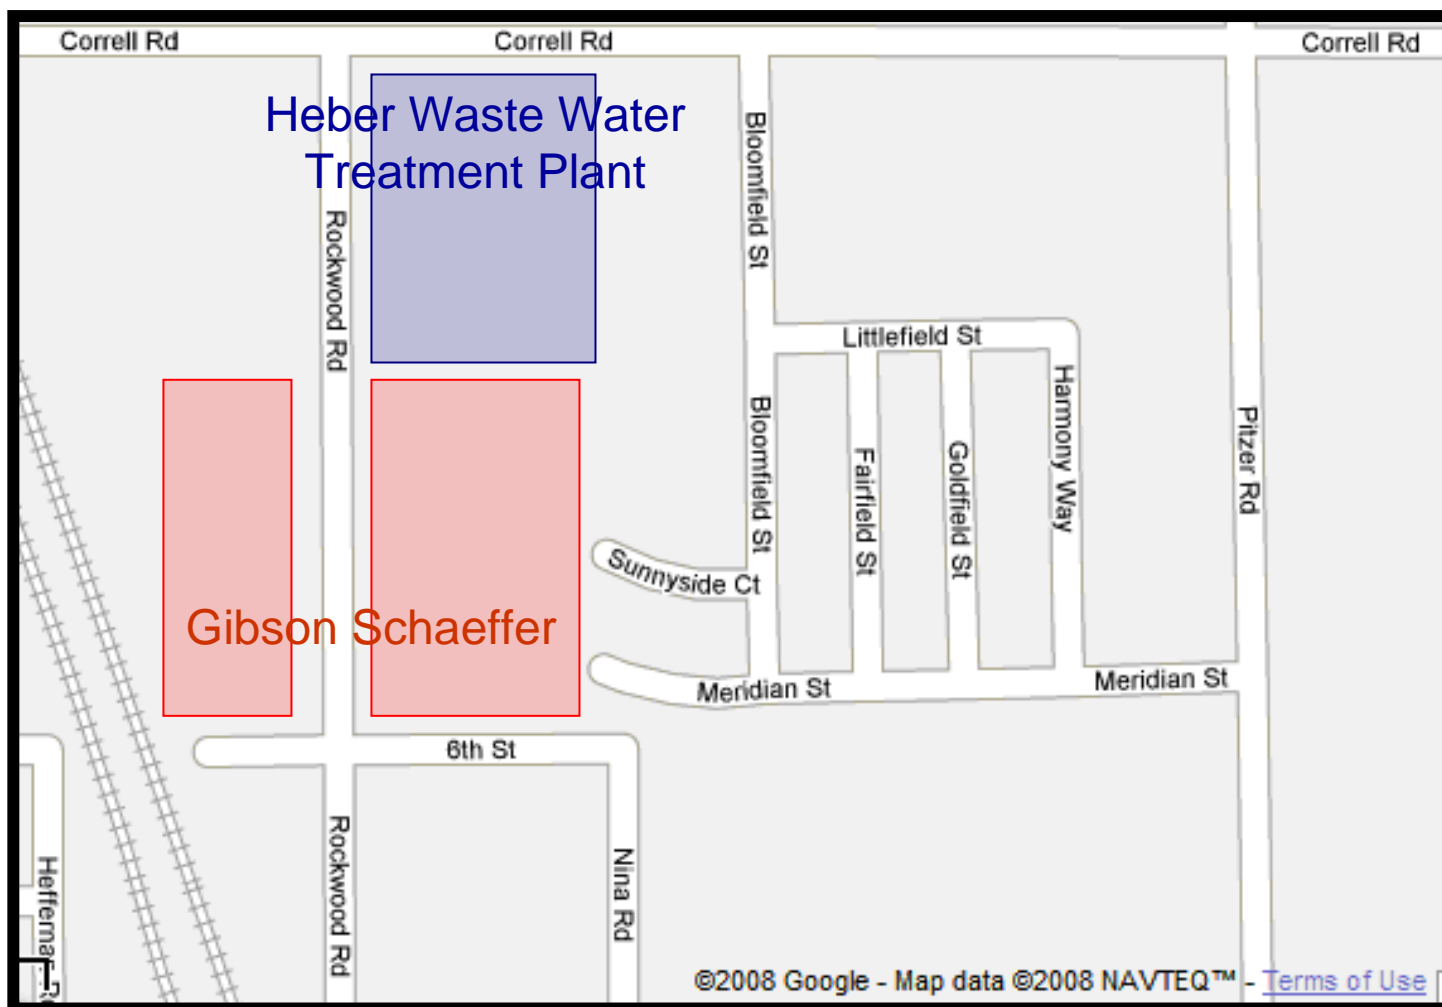 Correll Rd
Correll Rd
Correll Rd
Heber Waste Water
Treatment Plant
Bloomfield St
Rockwood Rd
Littlefield St
Harmony Way
Bloomfield St
Fairfield St
Goldfield St
Pitzer Rd
Sunnyside Ct
Gibson Schaeffer
Meridian St
Meridian St
6th St
Rockwood Rd
Nina Rd
©2008 Google - Map data ©2008 NAVTEQ™ - Terms of Use